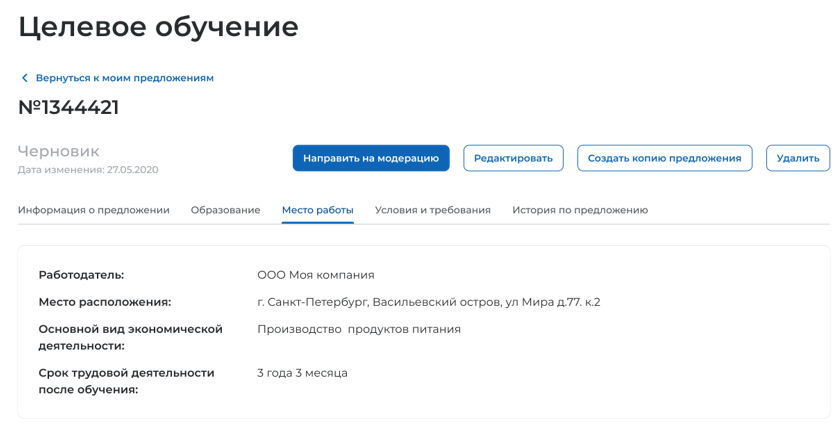 Целевое обучение
Вернуться к моим предложениям
№1344421
Черновик
Дата изменения: 27.05.2020
Направить на модерацию
Редактировать
Создать копию предложения
Удалить
Информация о предложении
Образование
Место работы
Условия и требования
История по предложению
Работодатель:
ООО Моя компания
Место расположения:
г. Санкт-Петербург, Васильевский остров, ул Мира д.77. к.2
Основной вид экономической
деятельности:
Производство  продуктов питания
Срок трудовой деятельности
после обучения:
3 года 3 месяца